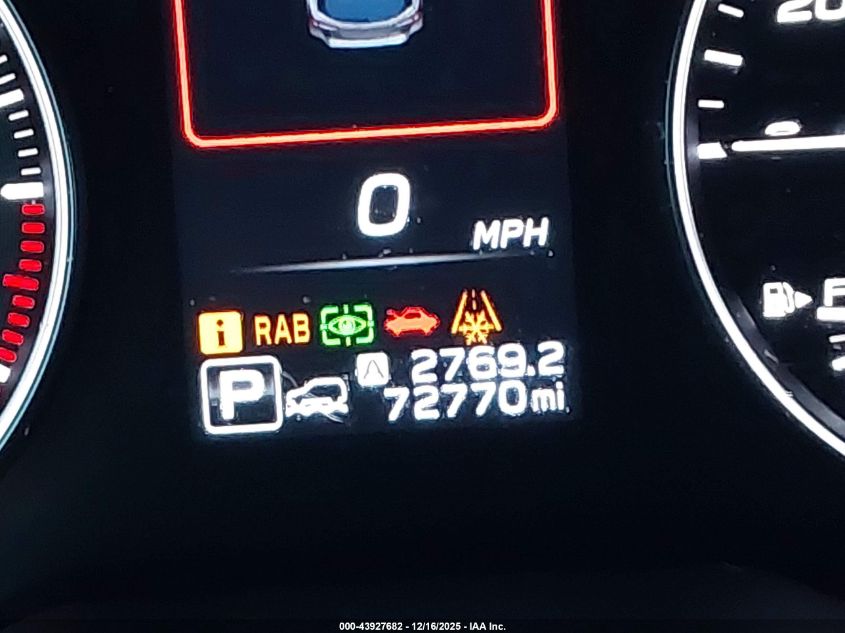 20
0
MPH
i RAB
A 2769.2
P 72770mi
F
000-43927682 - 12/16/2025 - IAA Inc.